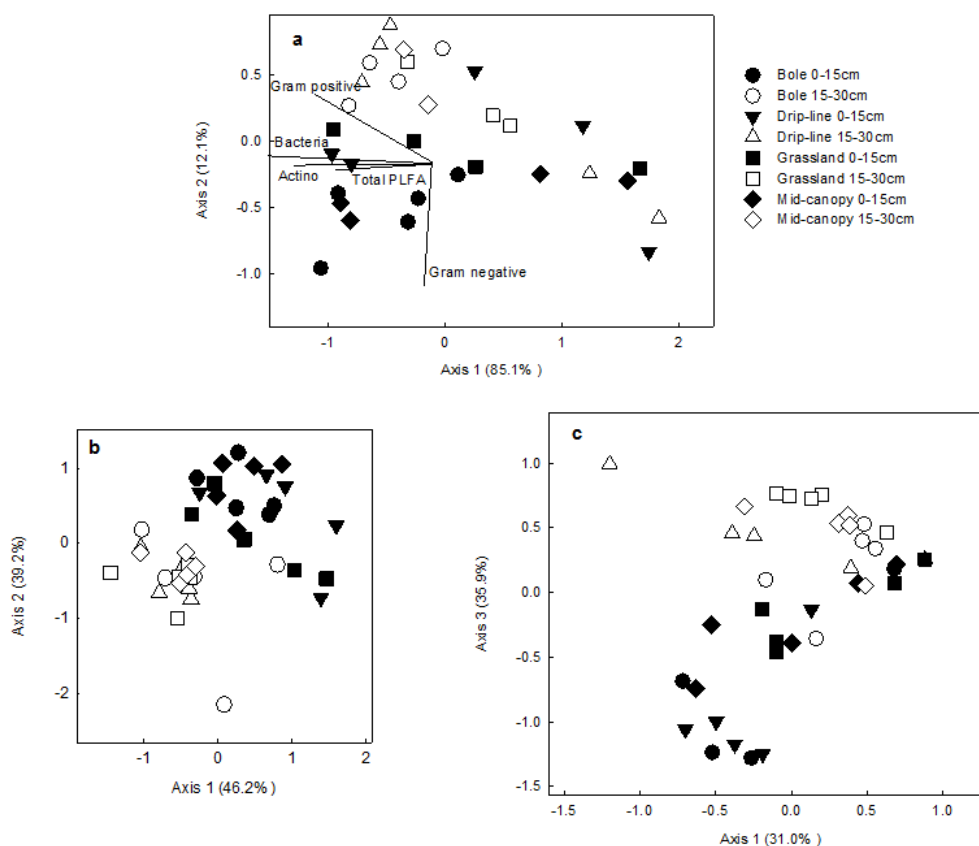 a
0.5
0.0
-0.5
-1.0
Axis 2 (12.1%)
Gram positive
Bacteria
Actino
Total PLFA
Gram negative
-1
0
1
2
Axis 1 (85.1% )
Bole 0-15cm
Bole 15-30cm
Drip-line 0-15cm
Drip-line 15-30cm
Grassland 0-15cm
Grassland 15-30cm
Mid-canopy 0-15cm
Mid-canopy 15-30cm
b
1
0
-1
-2
Axis 2 (39.2%)
-1
0
1
2
Axis 1 (46.2%)
c
1.0
0.5
0.0
-0.5
-1.0
-1.5
Axis 3 (35.9%)
-1.5
-1.0
-0.5
0.0
0.5
1.0
Axis 1 (31.0% )